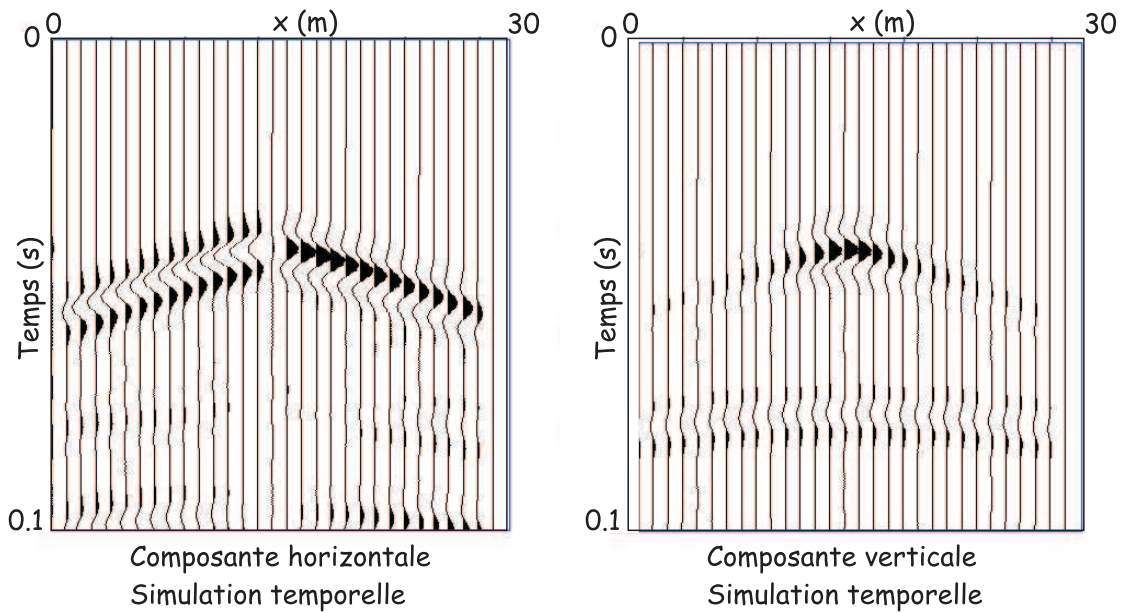 0 x (m) 30
0
Temps (s)
0.1
Composante horizontale
Simulation temporelle
0 x (m) 30
0
Temps (s)
0.1
Composante verticale
Simulation temporelle